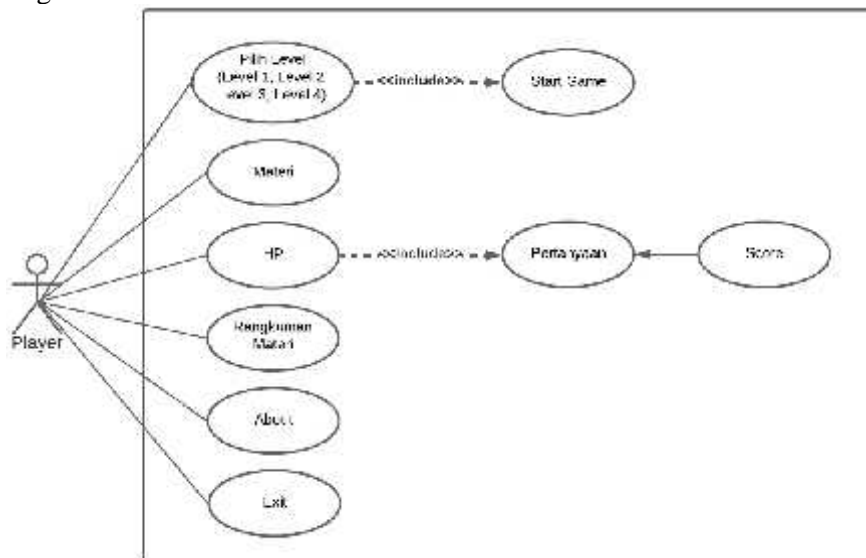 Pilih Level
(Level 1, Level 2
Level 3, Level 4)
<<include>>
Start Game
Materi
HP
<<include>>
Pertanyaan
Score
Player
Rangkuman
Materi
About
Exit